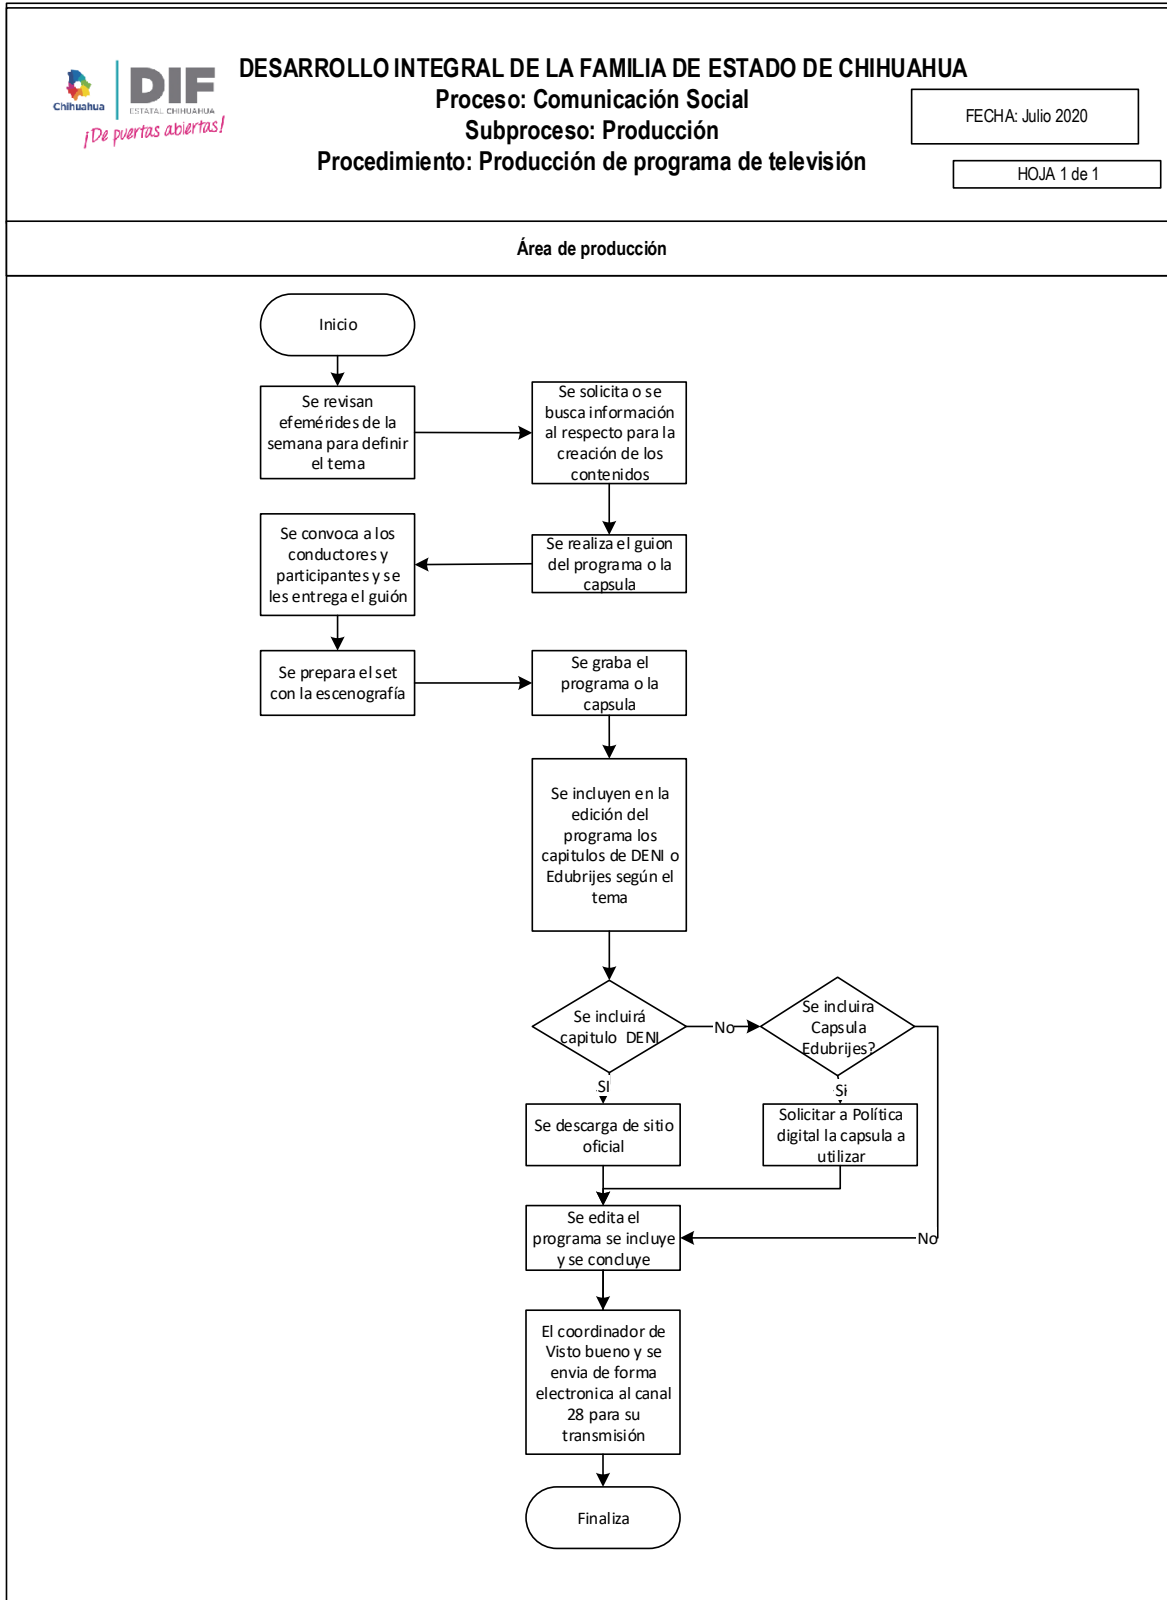 Chihuahua
DIF
ESTATAL CHIHUAHUA
¡De puertas abiertas!
DESARROLLO INTEGRAL DE LA FAMILIA DE ESTADO DE CHIHUAHUA
Proceso: Comunicación Social
Subproceso: Producción
Procedimiento: Producción de programa de televisión
FECHA: Julio 2020
HOJA 1 de 1
Área de producción
Inicio
Se revisan
efemérides de la
semana para definir
el tema
Se solicita o se
busca información
al respecto para la
creación de los
contenidos
Se realiza el guion
del programa o la
capsula
Se convoca a los
conductores y
participantes y se
les entrega el guión
Se prepara el set
con la escenografía
Se graba el
programa o la
capsula
Se incluyen en la
edición del
programa los
capitulos de DENI o
Edubrijes según el
tema
Se incluirá
capitulo DENI
No
Se incluira
Capsula
Edubrijes?
SI
Si
Se descarga de sitio
oficial
Solicitar a Política
digital la capsula a
utilizar
Se edita el
programa se incluye
y se concluye
No
El coordinador de
Visto bueno y se
envia de forma
electronica al canal
28 para su
transmisión
Finaliza